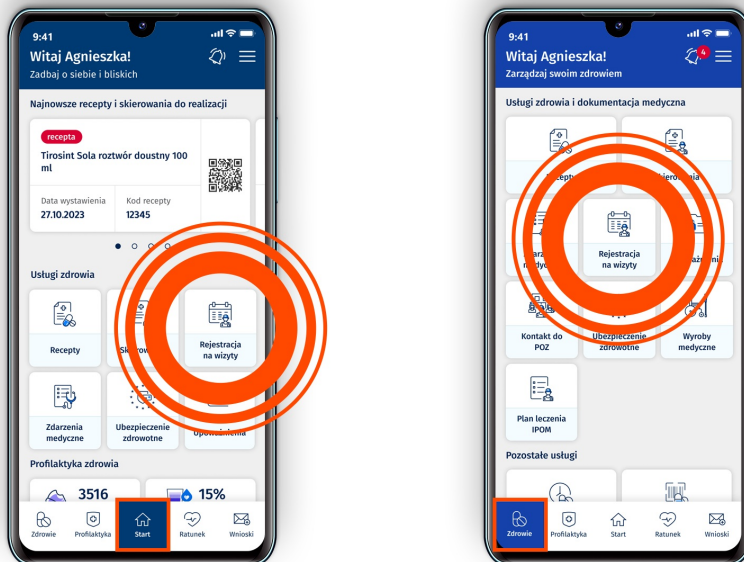 9:41
Witaj Agnieszka!
Zadbaj o siebie i bliskich
Najnowsze recepty i skierowania do realizacji
recepta
Tirosint Sola roztwór doustny 100
ml
Data wystawienia
27.10.2023
Kod recepty
12345
Usługi zdrowia
Recepty
Rejestracja
na wizyty
Zdarzenia
medyczne
Ubezpieczenie
zdrowotne
Profilaktyka zdrowia
3516
15%
Zdrowie
Profilaktyka
Start
Ratunek
Wnioski
9:41
Witaj Agnieszka!
4
Zarządzaj swoim zdrowiem
Usługi zdrowia i dokumentacja medyczna
Rejestracja
na wizyty
Kontakt do
POZ
Ubezpieczenie
zdrowotne
Wyroby
medyczne
Plan leczenia
IPOM
Pozostałe usługi
Zdrowie
Profilaktyka
Start
Ratunek
Wnioski